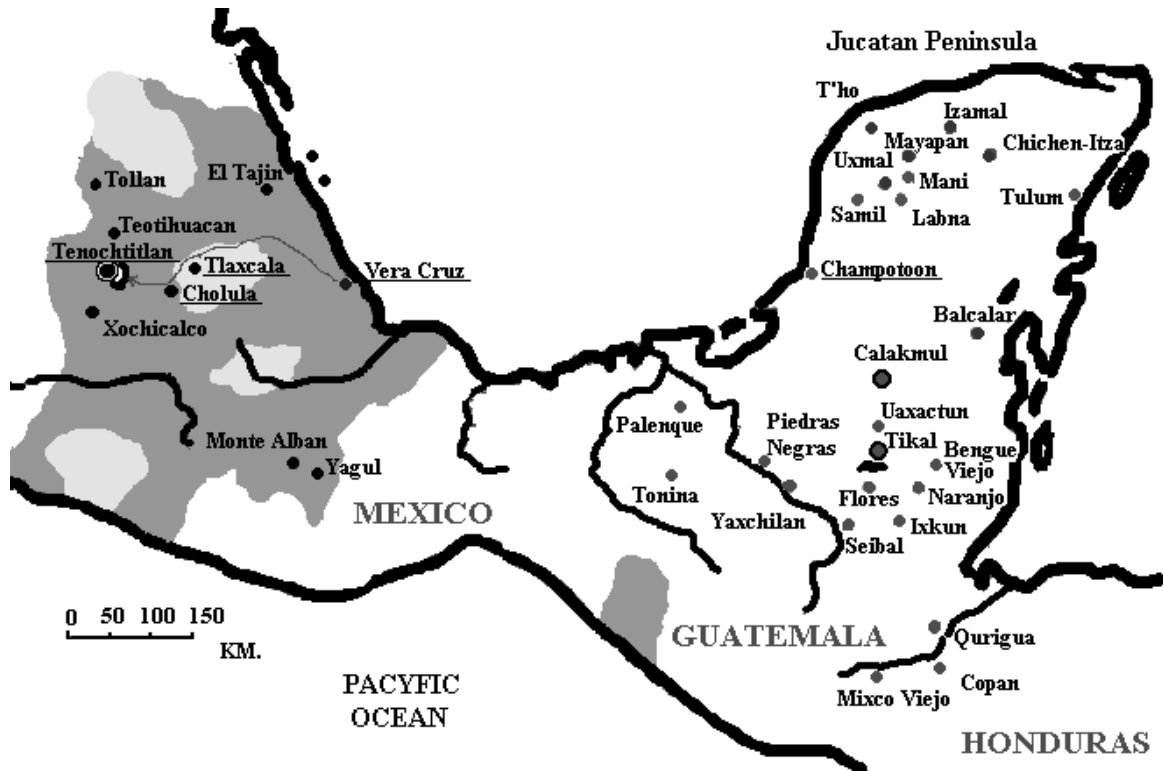 Jucatan Peninsula
T'ho
Izamal
Mayapan
Chichen-Itza
Uxmal
Mani
Samil
Labna
Tulum
El Tajin
Tollan
Teotihuacan
Tenochtitlan
Tlaxcala
Vera Cruz
Cholula
Xochicalco
Champotoon
Balcalar
Calakmul
Uaxactun
Palenque
Piedras
Negras
Tikal
Bengue
Viejo
Monte Alban
Yagul
Tonina
Flores
Naranjo
MEXICO
Yaxchilan
Ixkun
Seibal
0 50 100 150
KM.
GUATEMALA
Qurigua
PACYFIC
OCEAN
Mixco Viejo
Copan
HONDURAS